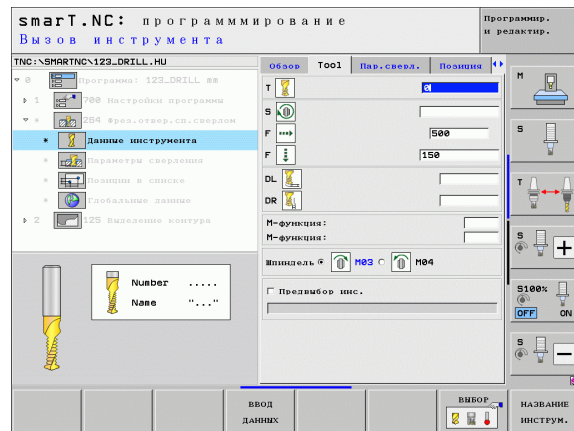 smarT.NC: программмирование
Программир. и редактир.
Вызов инструмента
TNC:\SMARTNC\123_DRILL.HU
0 Программа: 123_DRILL мм
1 700 Настройки программы
* 264 Фрез.отвер.сп.сверлом
* Данные инструмента
* Параметры сверления
* Позиции в списке
* Глобальные данные
2 125 Выделение контура
Обзор Tool Пар.сверл. Позиция
T 0
S
F 500
F 150
DL
DR
M-функция:
M-функция:
Шпиндель M03 M04
Предвыбор инс.
Number .....
Name "..."
M
S
T
S
S100%
OFF ON
S
ВВОД ДАННЫХ
ВЫБОР
НАЗВАНИЕ ИНСТРУМ.